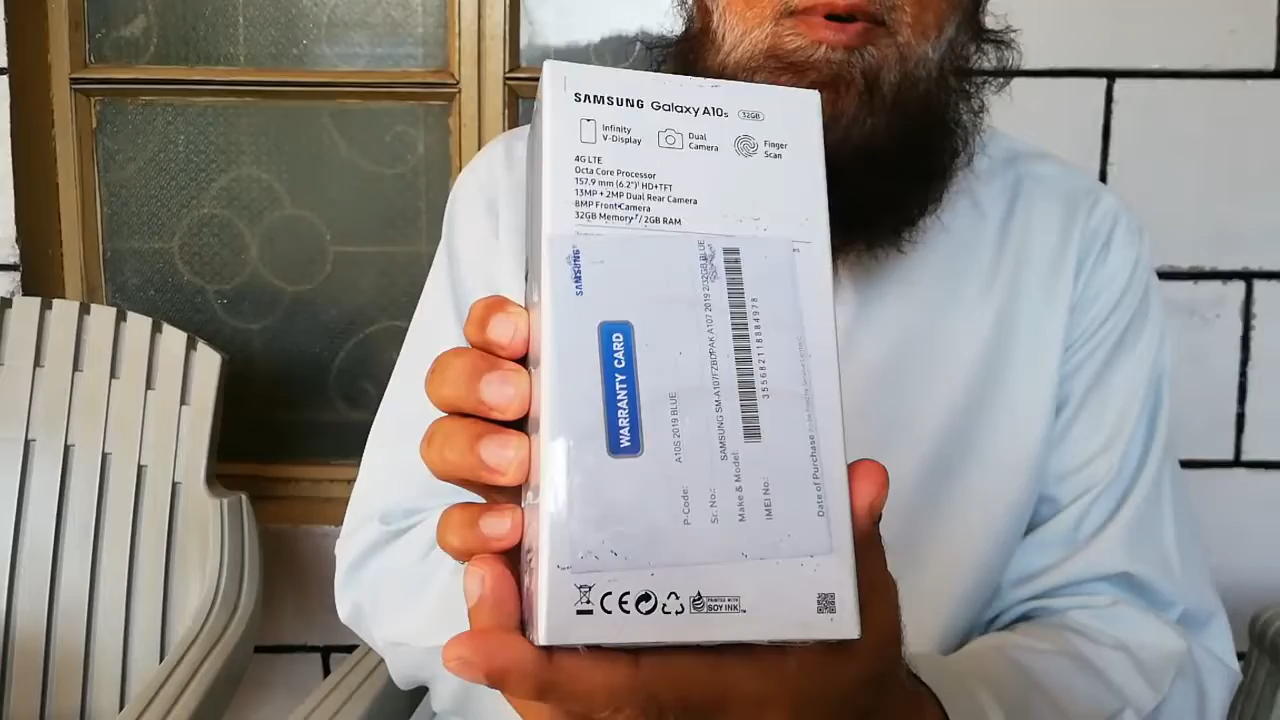 SAMSUNG Galaxy A10s 32GB
Infinity V-Display
Dual Camera
Finger Scan
4G LTE
Octa Core Processor
157.9 mm (6.2")¹ HD+TFT
13MP + 2MP Dual Rear Camera
8MP Front Camera
32GB Memory / 2GB RAM
SAMSUNG
WARRANTY CARD
P-Code: A10S 2019 BLUE
Sr. No.:
SAMSUNG SM-A107FZBDPAK A107 2019 2/32GB BLUE
Make & Model:
IMEI No.: 355682118884978
Date of Purchase
CE
PRINTED WITH
SOY INK